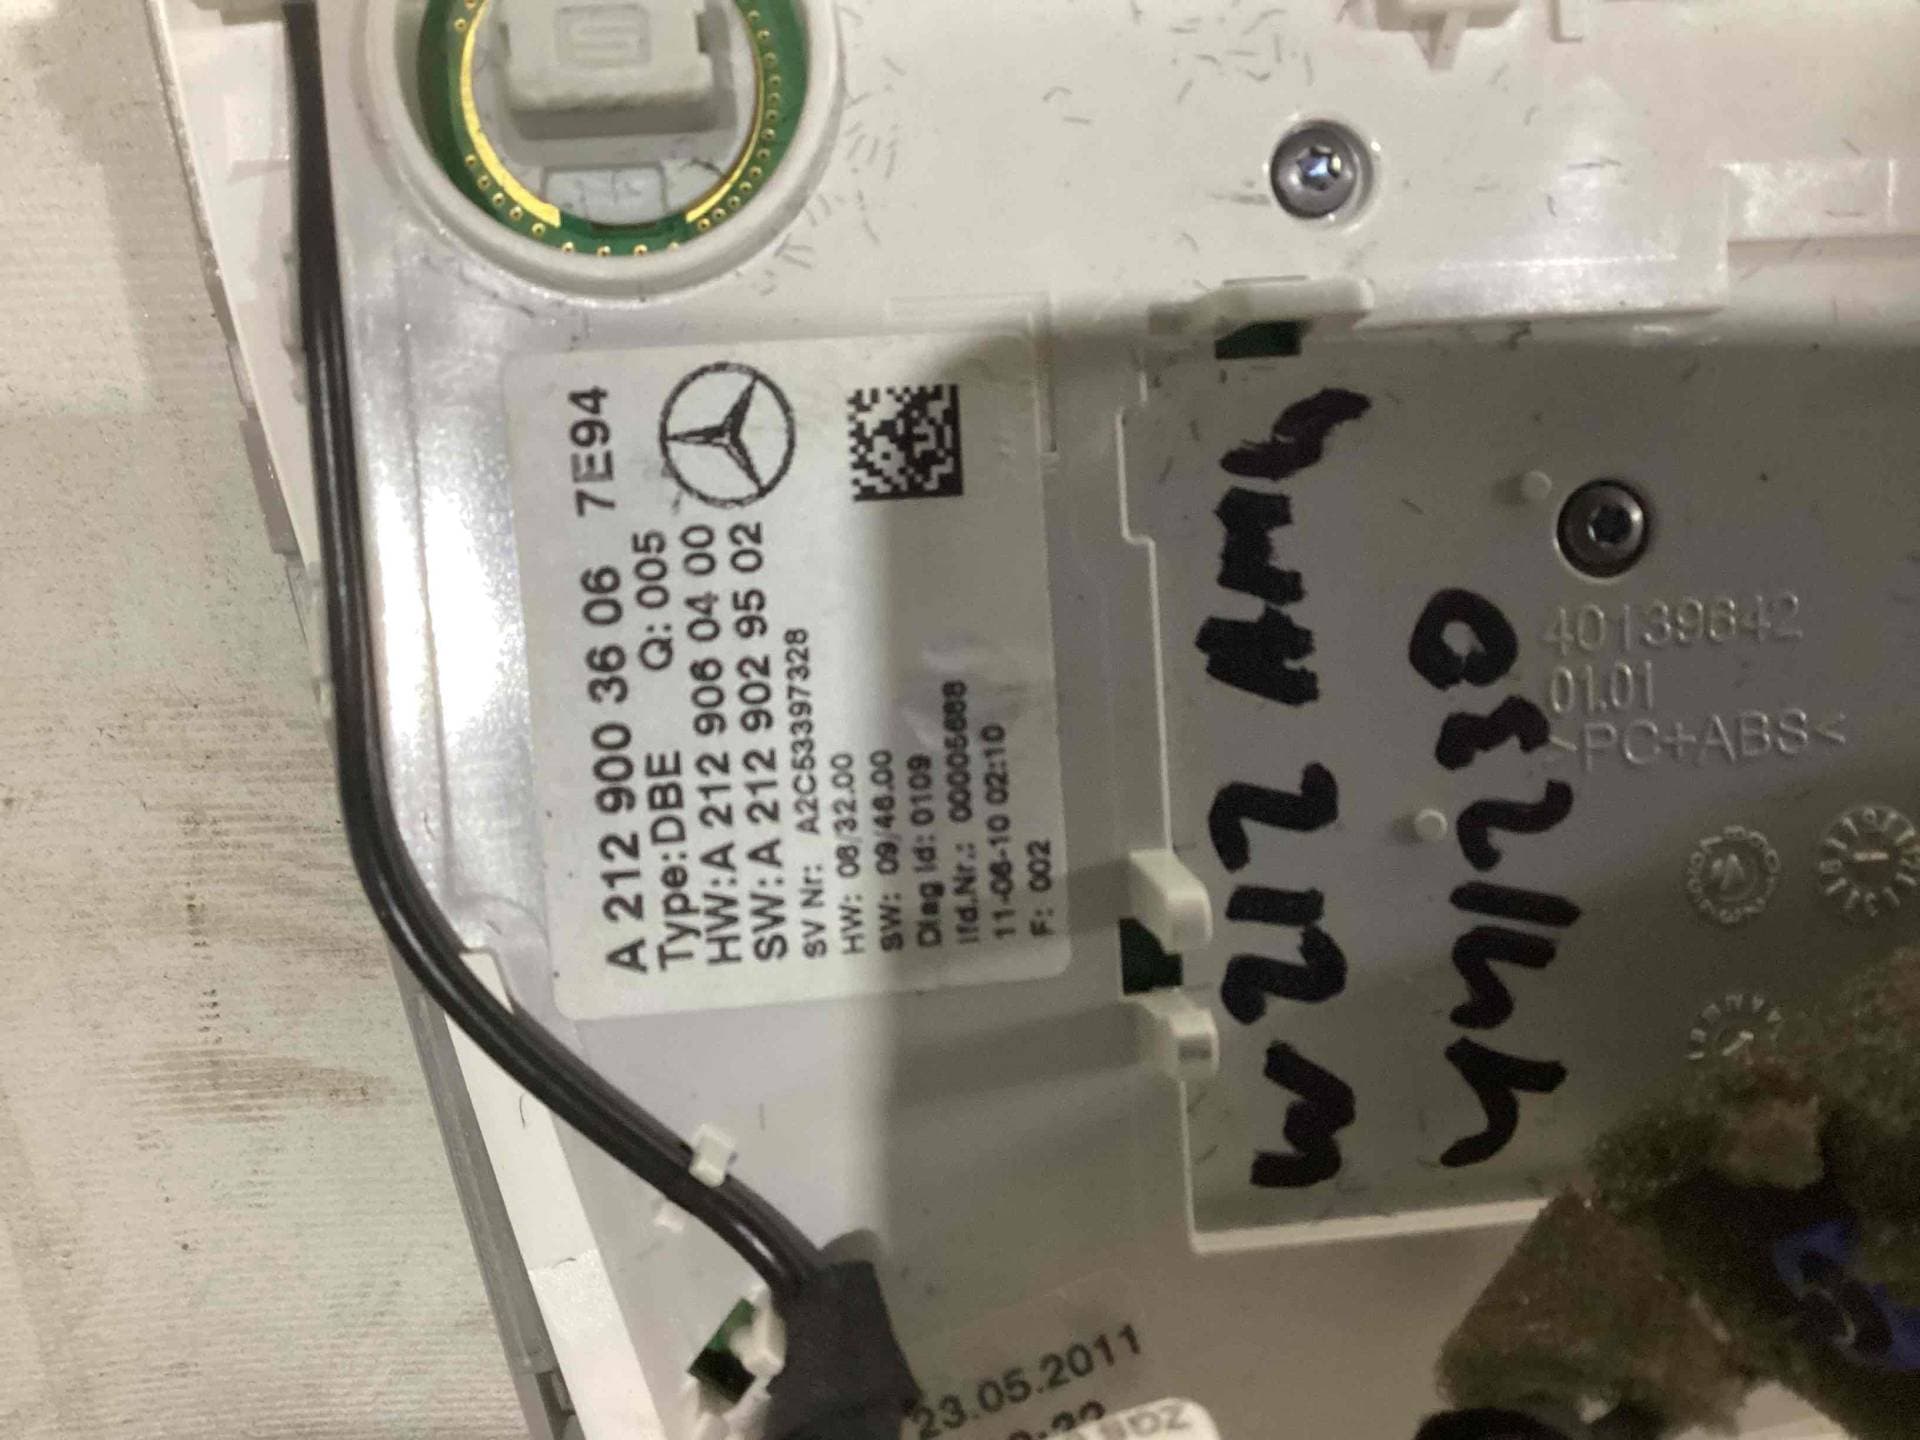 A 212 900 36 06 7E94
Type:DBE Q: 005
HW:A 212 906 04 00
SW:A 212 902 95 02
SV Nr: A2C53397328
HW: 08/32.00
SW: 09/46.00
Diag Id: 0109
lfd.Nr.: 00005688
11-06-10 02:10
F: 002
W212
40139842
01.01
>PC+ABS<
23.05.2011